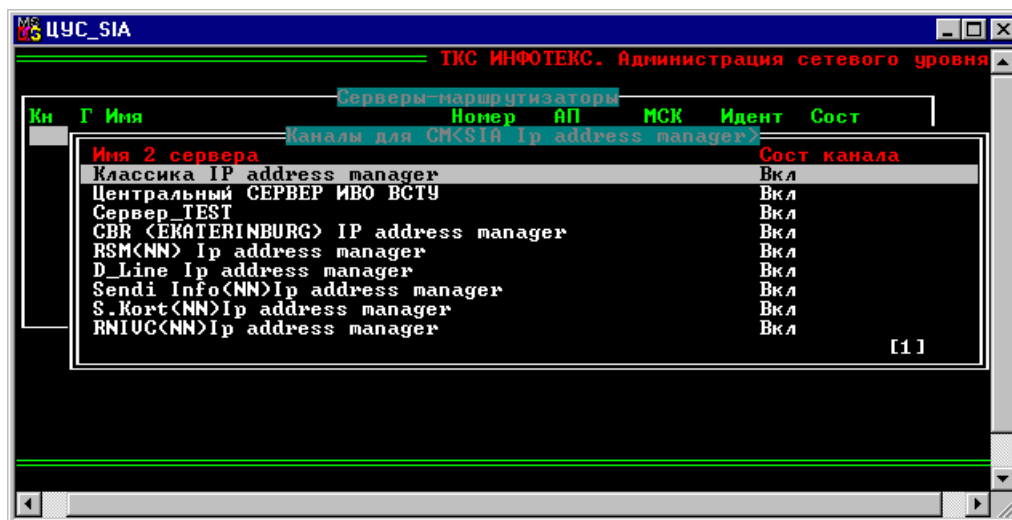 ЦУС_SIA
ТКС ИНФОТЕКС. Администрация сетевого уровня
Серверы-маршрутизаторы
Кн Г Имя Номер АП МСК Идент Сост
Каналы для СМ<SIA Ip address manager>
Имя 2 сервера Сост канала
Классика IP address manager Вкл
Центральный СЕРВЕР ИВО ВСТУ Вкл
Сервер_TEST Вкл
CBR (EKATERINBURG) IP address manager Вкл
RSM(NN) Ip address manager Вкл
D_Line Ip address manager Вкл
Sendi Info(NN)Ip address manager Вкл
S.Kort(NN)Ip address manager Вкл
RNIVC(NN)Ip address manager Вкл
[1]